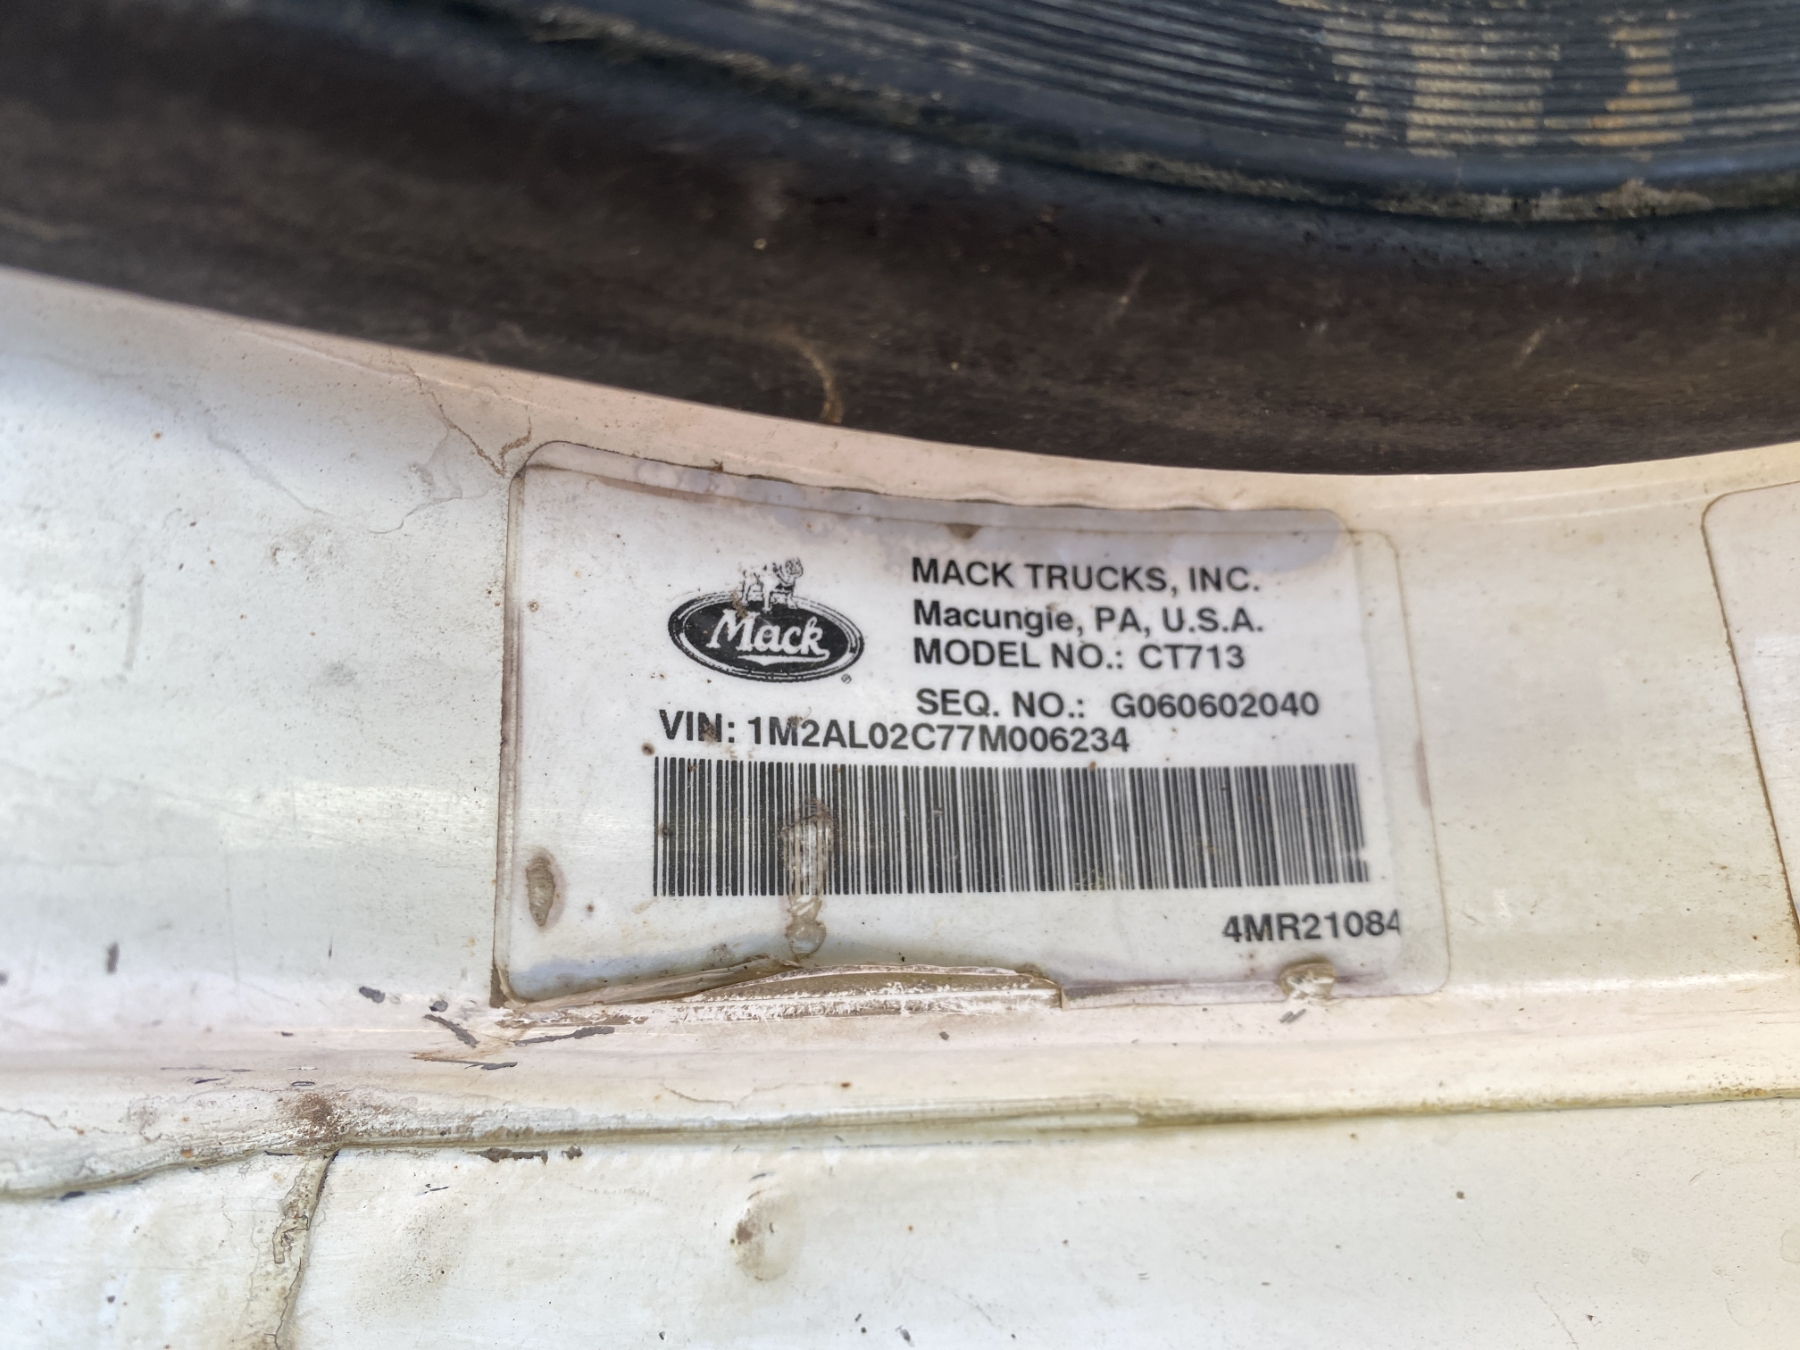 Mack
MACK TRUCKS, INC.
Macungie, PA, U.S.A.
MODEL NO.: CT713
SEQ. NO.: G060602040
VIN: 1M2AL02C77M006234
4MR21084